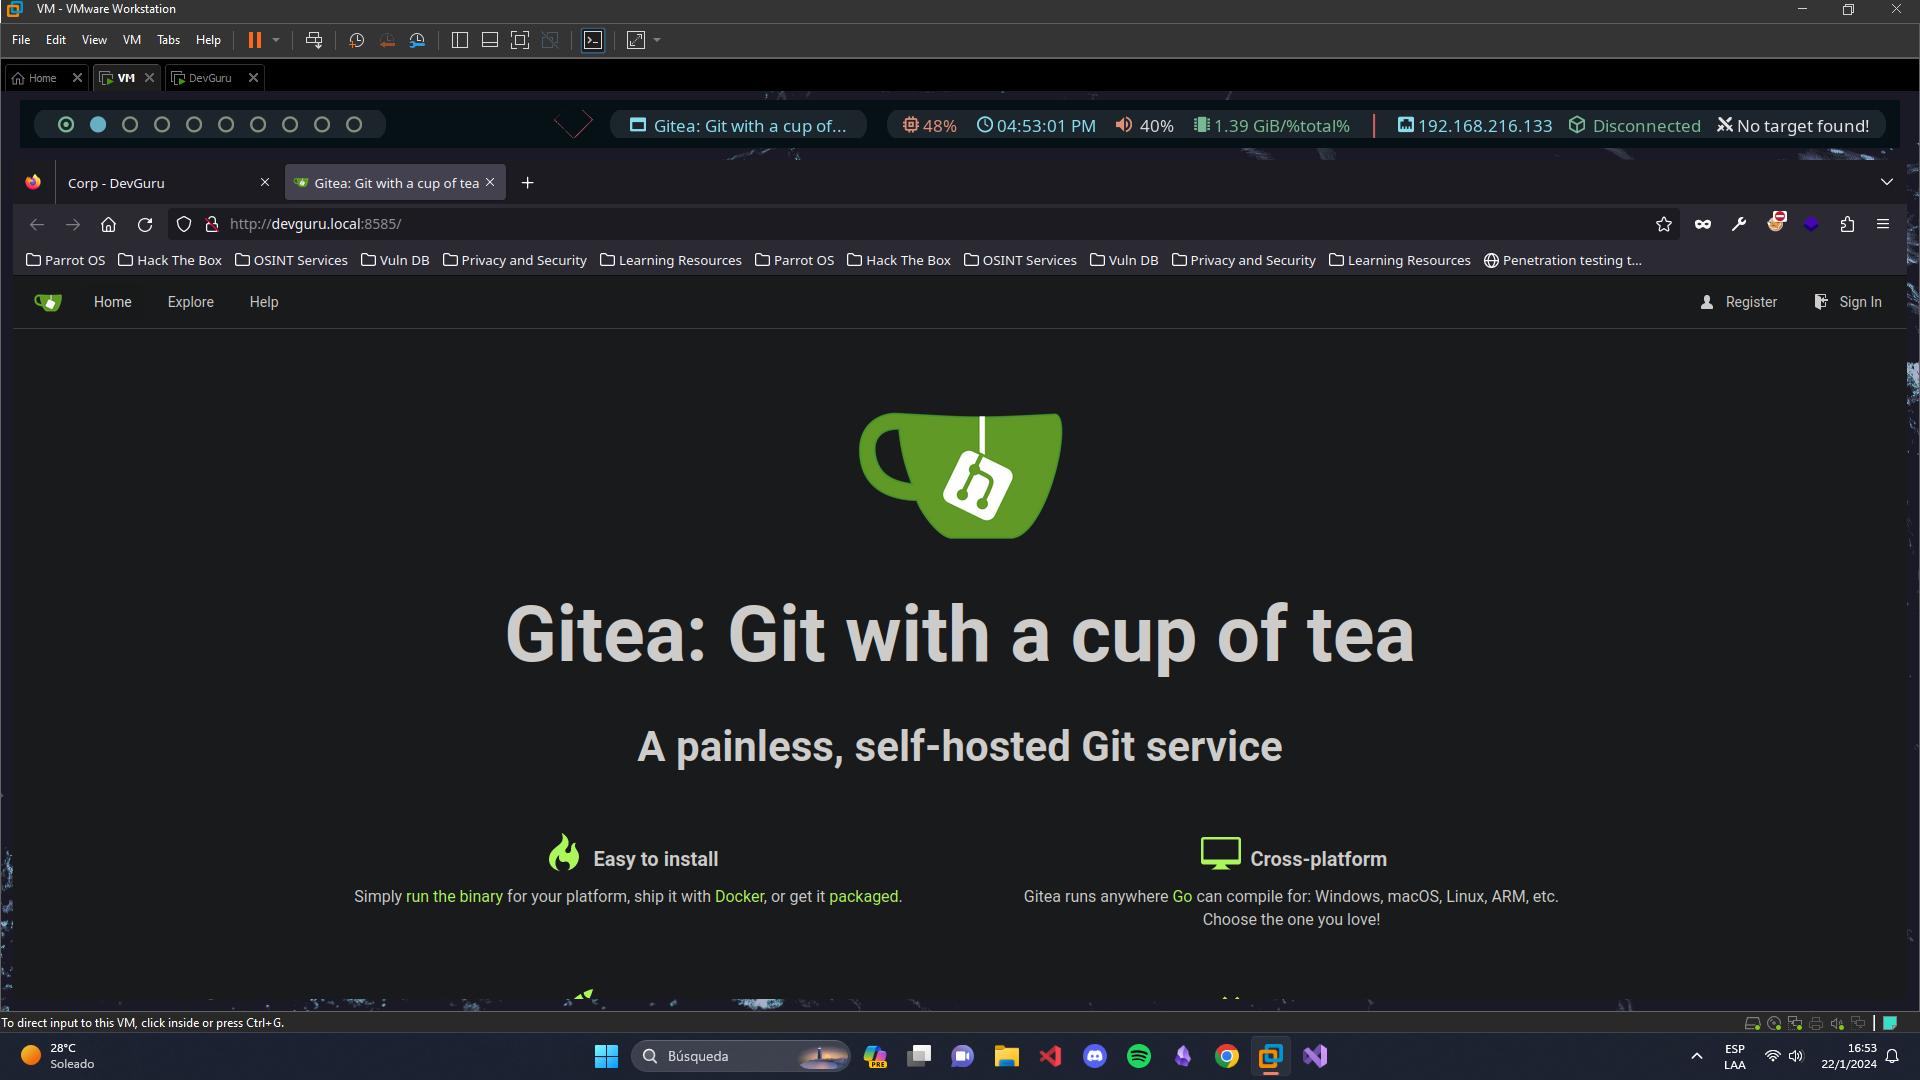 VM - VMware Workstation
File Edit View VM Tabs Help
Home VM DevGuru
Gitea: Git with a cup of... 48% 04:53:01 PM 40% 1.39 GiB/%total% 192.168.216.133 Disconnected No target found!
Corp - DevGuru Gitea: Git with a cup of tea
http://devguru.local:8585/
Parrot OS Hack The Box OSINT Services Vuln DB Privacy and Security Learning Resources Parrot OS Hack The Box OSINT Services Vuln DB Privacy and Security Learning Resources Penetration testing t...
Home Explore Help Register Sign In
Gitea: Git with a cup of tea
A painless, self-hosted Git service
Easy to install
Simply run the binary for your platform, ship it with Docker, or get it packaged.
Cross-platform
Gitea runs anywhere Go can compile for: Windows, macOS, Linux, ARM, etc.
Choose the one you love!
To direct input to this VM, click inside or press Ctrl+G.
28°C
Soleado
Búsqueda
PRE
ESP
LAA
16:53
22/1/2024